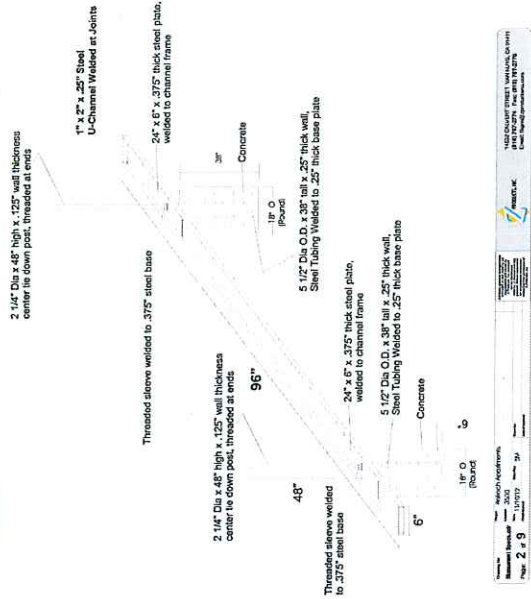 2 1/4" Dia x 48" high x .125" wall thickness
center tie down post, threaded at ends
1" x 2" x .25" Steel
U-Channel Welded at Joints
24" x 6" x .375" thick steel plate,
welded to channel frame
Threaded sleeve welded to .375" steel base
38"
Concrete
18" O
(Round)
5 1/2" Dia O.D. x 38" tall x .25" thick wall,
Steel Tubing Welded to .25" thick base plate
2 1/4" Dia x 48" high x .125" wall thickness
center tie down post, threaded at ends
96"
48"
24" x 6" x .375" thick steel plate,
welded to channel frame
5 1/2" Dia O.D. x 38" tall x .25" thick wall,
Steel Tubing Welded to .25" thick base plate
Threaded sleeve welded
to .375" steel base
Concrete
6"
6"
18" O
(Round)
Antioch Apartments
Page: 2 of 9
PRODUCTS, INC.